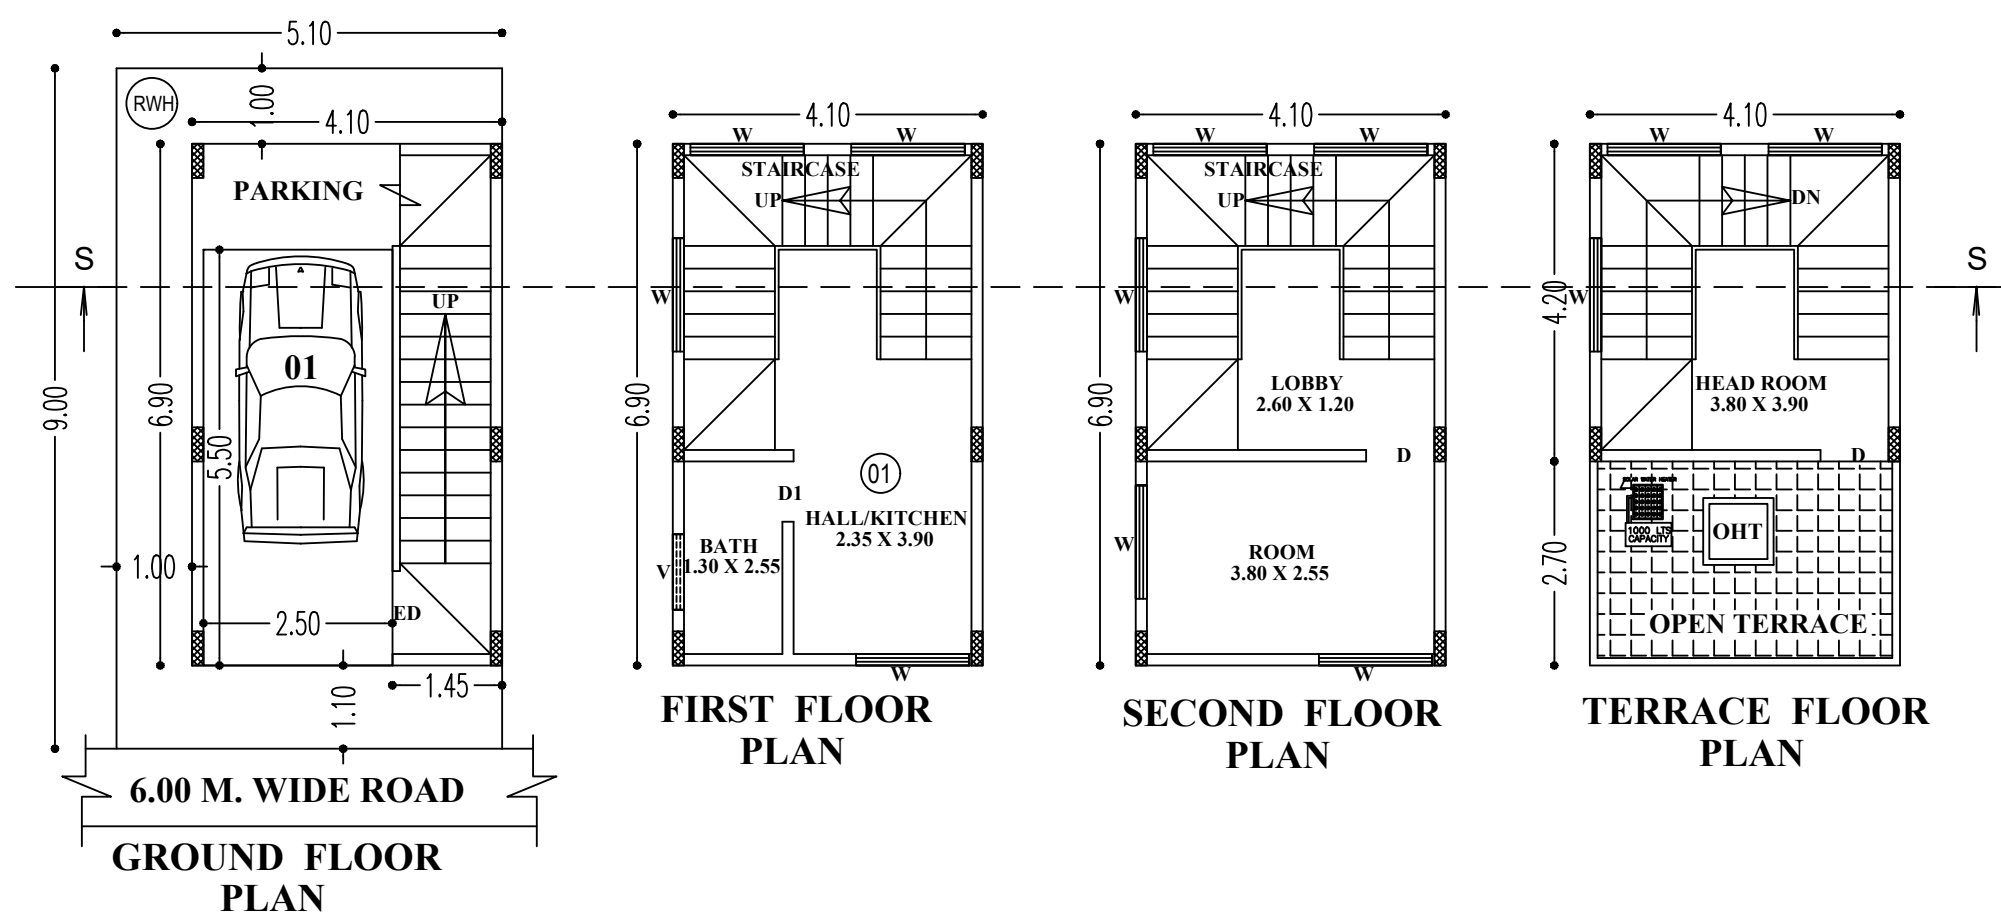 5.10
RWH
1.00
4.10
PARKING
S
UP
01
9.00
6.90
5.50
1.00
2.50
ED
1.45
1.10
6.00 M. WIDE ROAD
GROUND FLOOR
PLAN
4.10
W
W
STAIRCASE
UP
W
6.90
01
D1
HALL/KITCHEN
2.35 X 3.90
BATH
1.30 X 2.55
V
W
FIRST FLOOR
PLAN
4.10
W
W
STAIRCASE
UP
W
LOBBY
2.60 X 1.20
6.90
D
W
ROOM
3.80 X 2.55
W
SECOND FLOOR
PLAN
4.10
W
W
DN
S
W
4.20
HEAD ROOM
3.80 X 3.90
D
SOLAR WATER HEATER
1000 LTS
CAPACITY
OHT
2.70
OPEN TERRACE
TERRACE FLOOR
PLAN